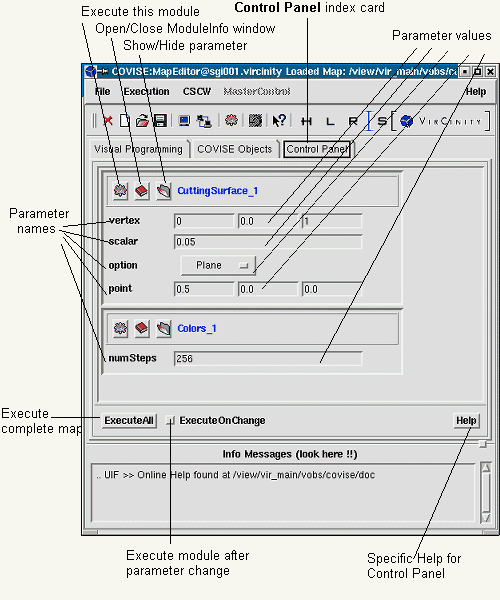 Execute this module
Control Panel index card
Open/Close ModuleInfo window
Show/Hide parameter
Parameter values
COVISE:MapEditor@sgi001.vircinity Loaded Map: /view/vir_main/vobs/co
File Execution CSCW MasterControl Help
H L R S VIRCINITY
Visual Programming COVISE Objects Control Panel
CuttingSurface_1
Parameter names
vertex 0 0.0 1
scalar 0.05
option Plane
point 0.5 0.0 0.0
Colors_1
numSteps 256
Execute complete map
ExecuteAll ExecuteOnChange Help
Info Messages (look here !!)
.. UIF >> Online Help found at /view/vir_main/vobs/covise/doc
Execute module after parameter change
Specific Help for Control Panel